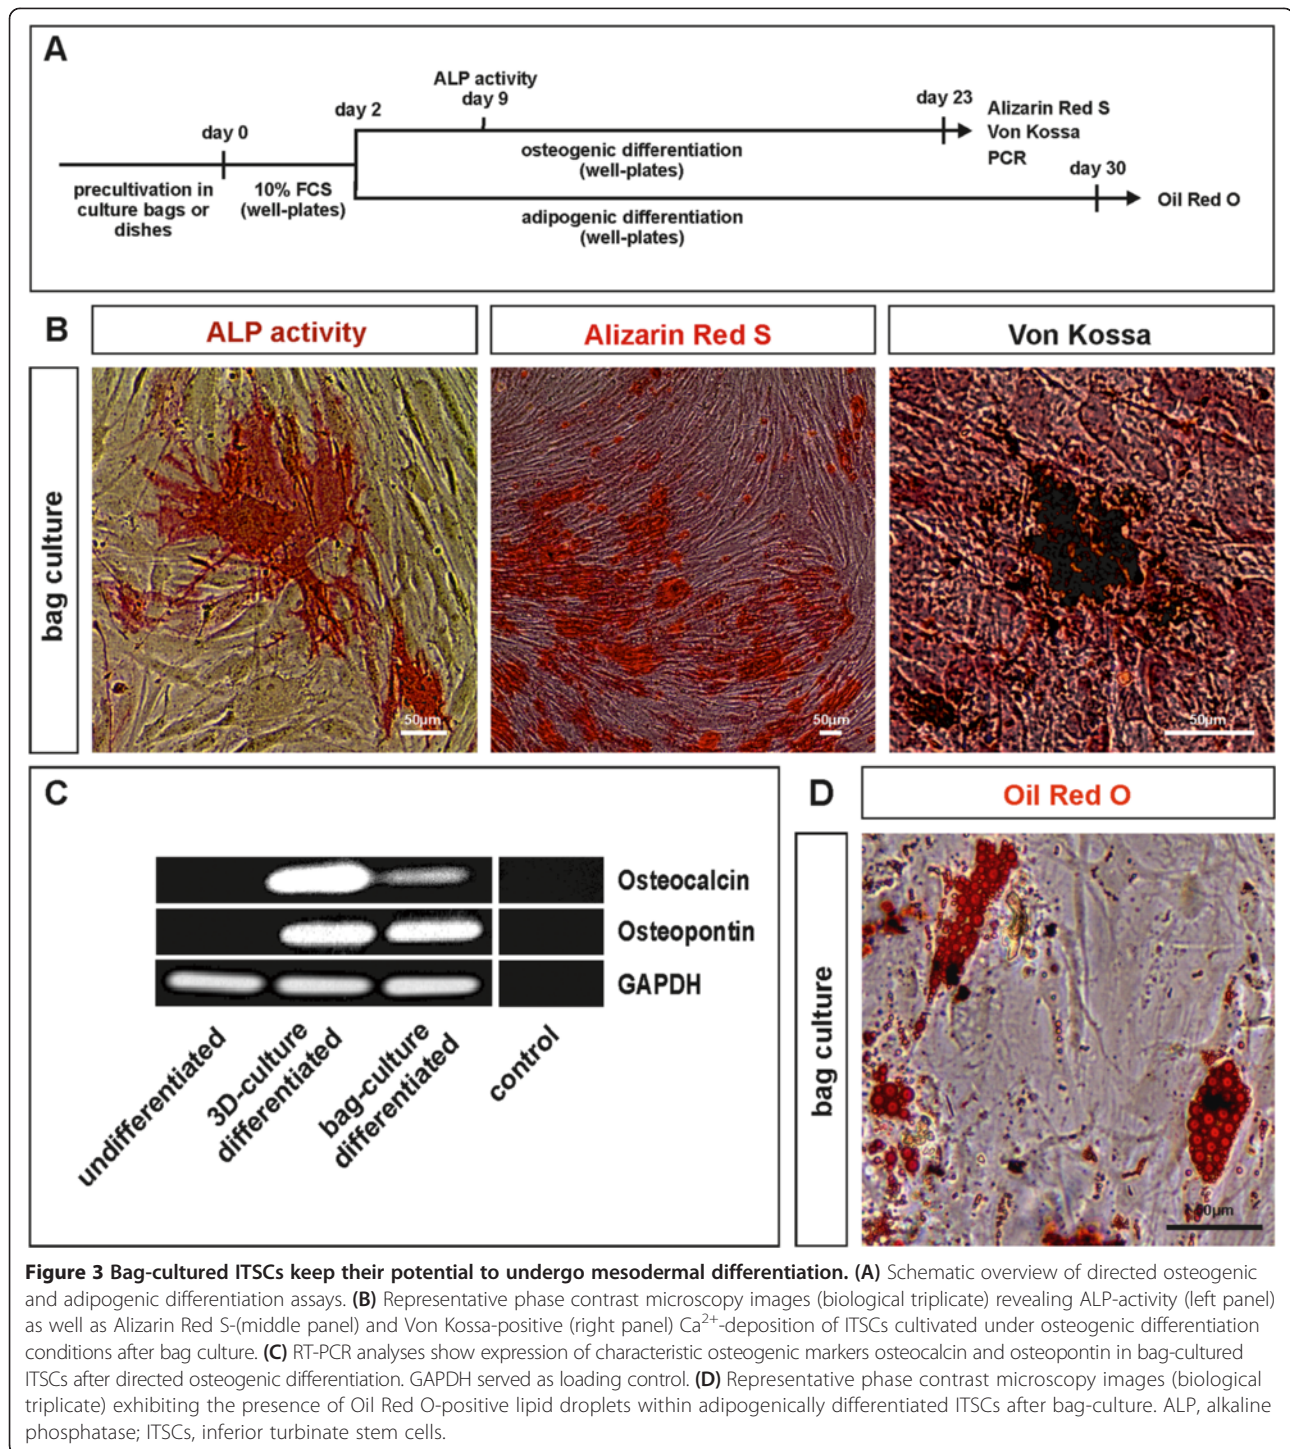 A
ALP activity
day 9
day 2
day 23
day 0
Alizarin Red S
Von Kossa
PCR
osteogenic differentiation
(well-plates)
day 30
precultivation in
culture bags or
dishes
10% FCS
(well-plates)
adipogenic differentiation
(well-plates)
Oil Red O
B
ALP activity
Alizarin Red S
Von Kossa
bag culture
50µm
50µm
50µm
C
Osteocalcin
Osteopontin
GAPDH
undifferentiated
3D-culture
differentiated
bag-culture
differentiated
control
D
Oil Red O
bag culture
Figure 3 Bag-cultured ITSCs keep their potential to undergo mesodermal differentiation. (A) Schematic overview of directed osteogenic
and adipogenic differentiation assays. (B) Representative phase contrast microscopy images (biological triplicate) revealing ALP-activity (left panel)
as well as Alizarin Red S-(middle panel) and Von Kossa-positive (right panel) Ca²⁺-deposition of ITSCs cultivated under osteogenic differentiation
conditions after bag culture. (C) RT-PCR analyses show expression of characteristic osteogenic markers osteocalcin and osteopontin in bag-cultured
ITSCs after directed osteogenic differentiation. GAPDH served as loading control. (D) Representative phase contrast microscopy images (biological
triplicate) exhibiting the presence of Oil Red O-positive lipid droplets within adipogenically differentiated ITSCs after bag-culture. ALP, alkaline
phosphatase; ITSCs, inferior turbinate stem cells.